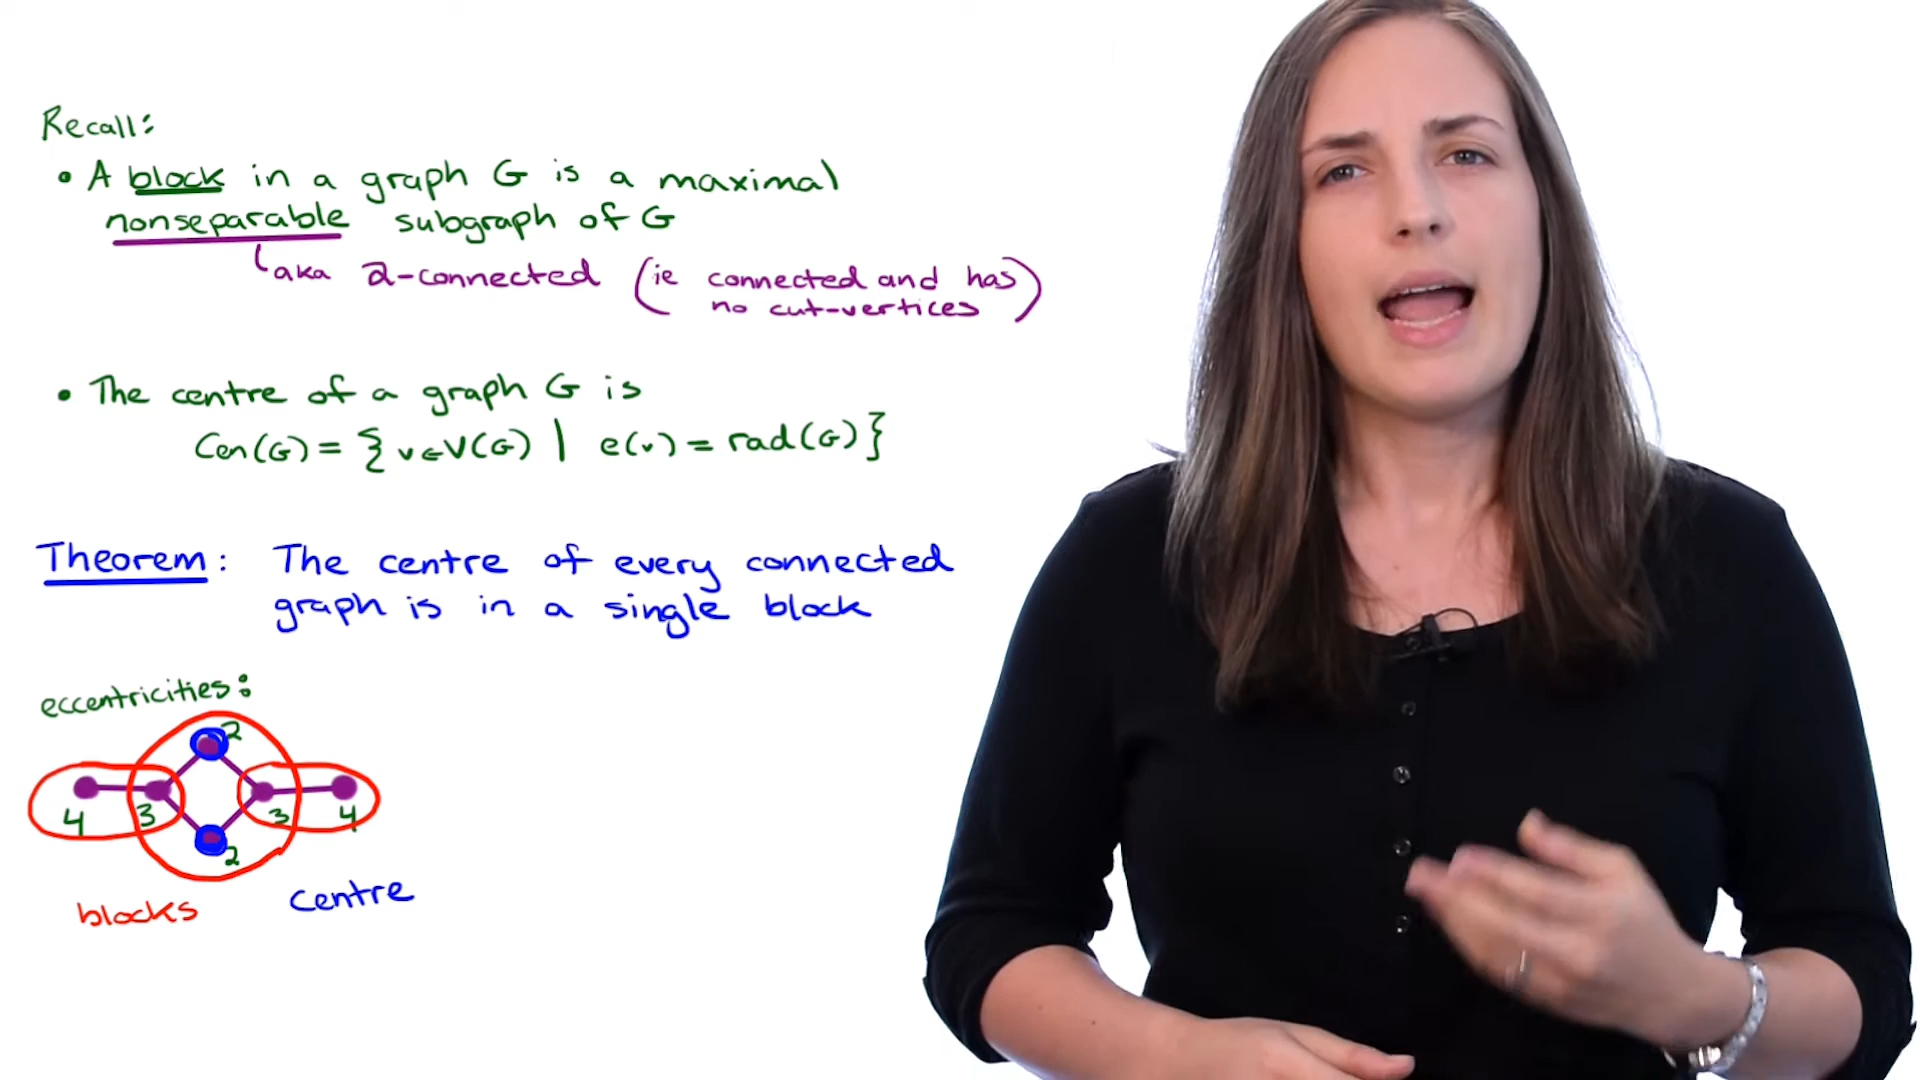 Recall:
• A block in a graph G is a maximal
nonseparable subgraph of G
aka 2-connected (ie connected and has
no cut-vertices)
• The centre of a graph G is
Cen(G) = { v∈V(G) | e(v) = rad(G) }
Theorem: The centre of every connected
graph is in a single block
eccentricities:
2
4 3 3 4
2
blocks centre